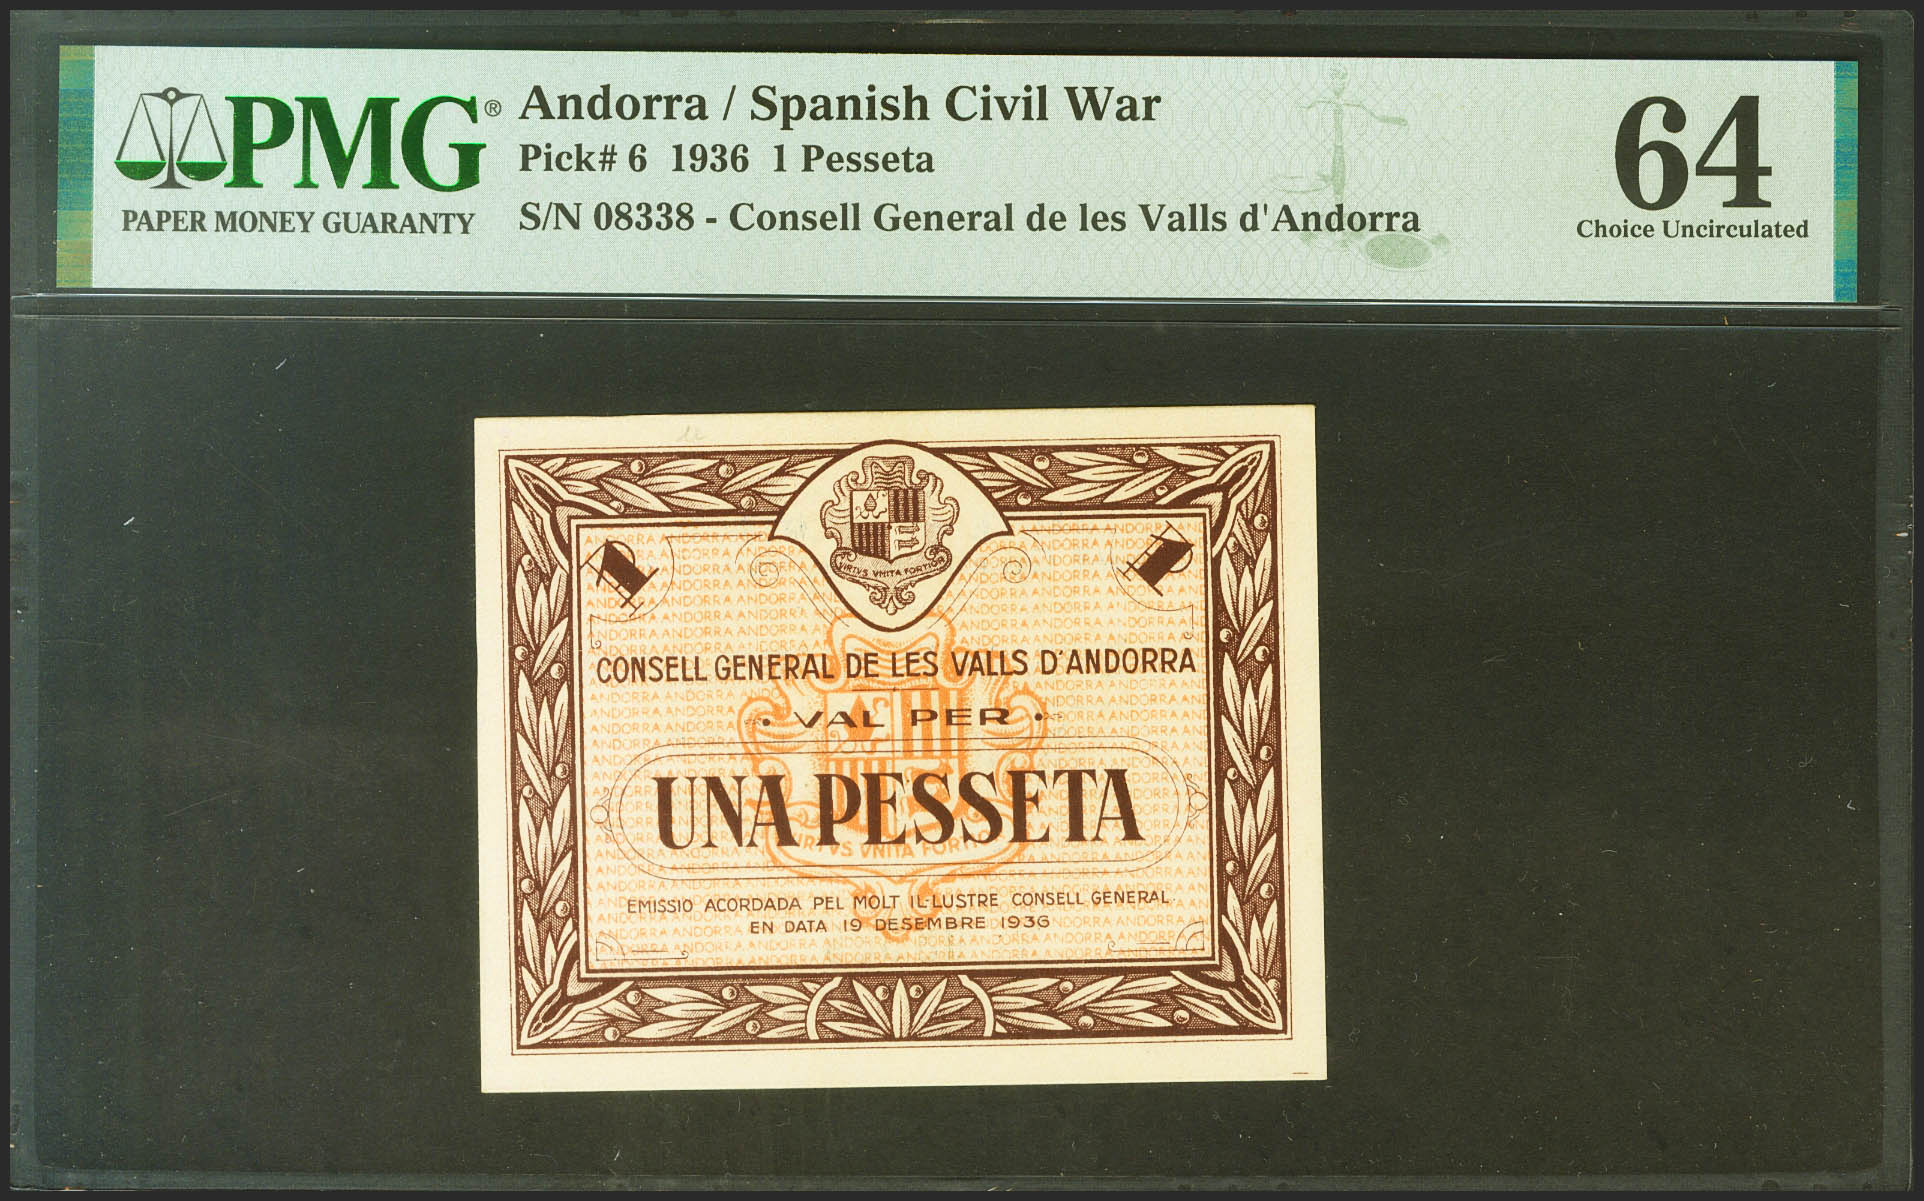 PMG®
PAPER MONEY GUARANTY
Andorra / Spanish Civil War
Pick# 6 1936 1 Pesseta
S/N 08338 - Consell General de les Valls d'Andorra
64
Choice Uncirculated
VIRTVS VNITA FORTIOR
1 1
CONSELL GENERAL DE LES VALLS D'ANDORRA
· VAL PER ·
UNA PESSETA
EMISSIO ACORDADA PEL MOLT IL·LUSTRE CONSELL GENERAL
EN DATA 19 DESEMBRE 1936